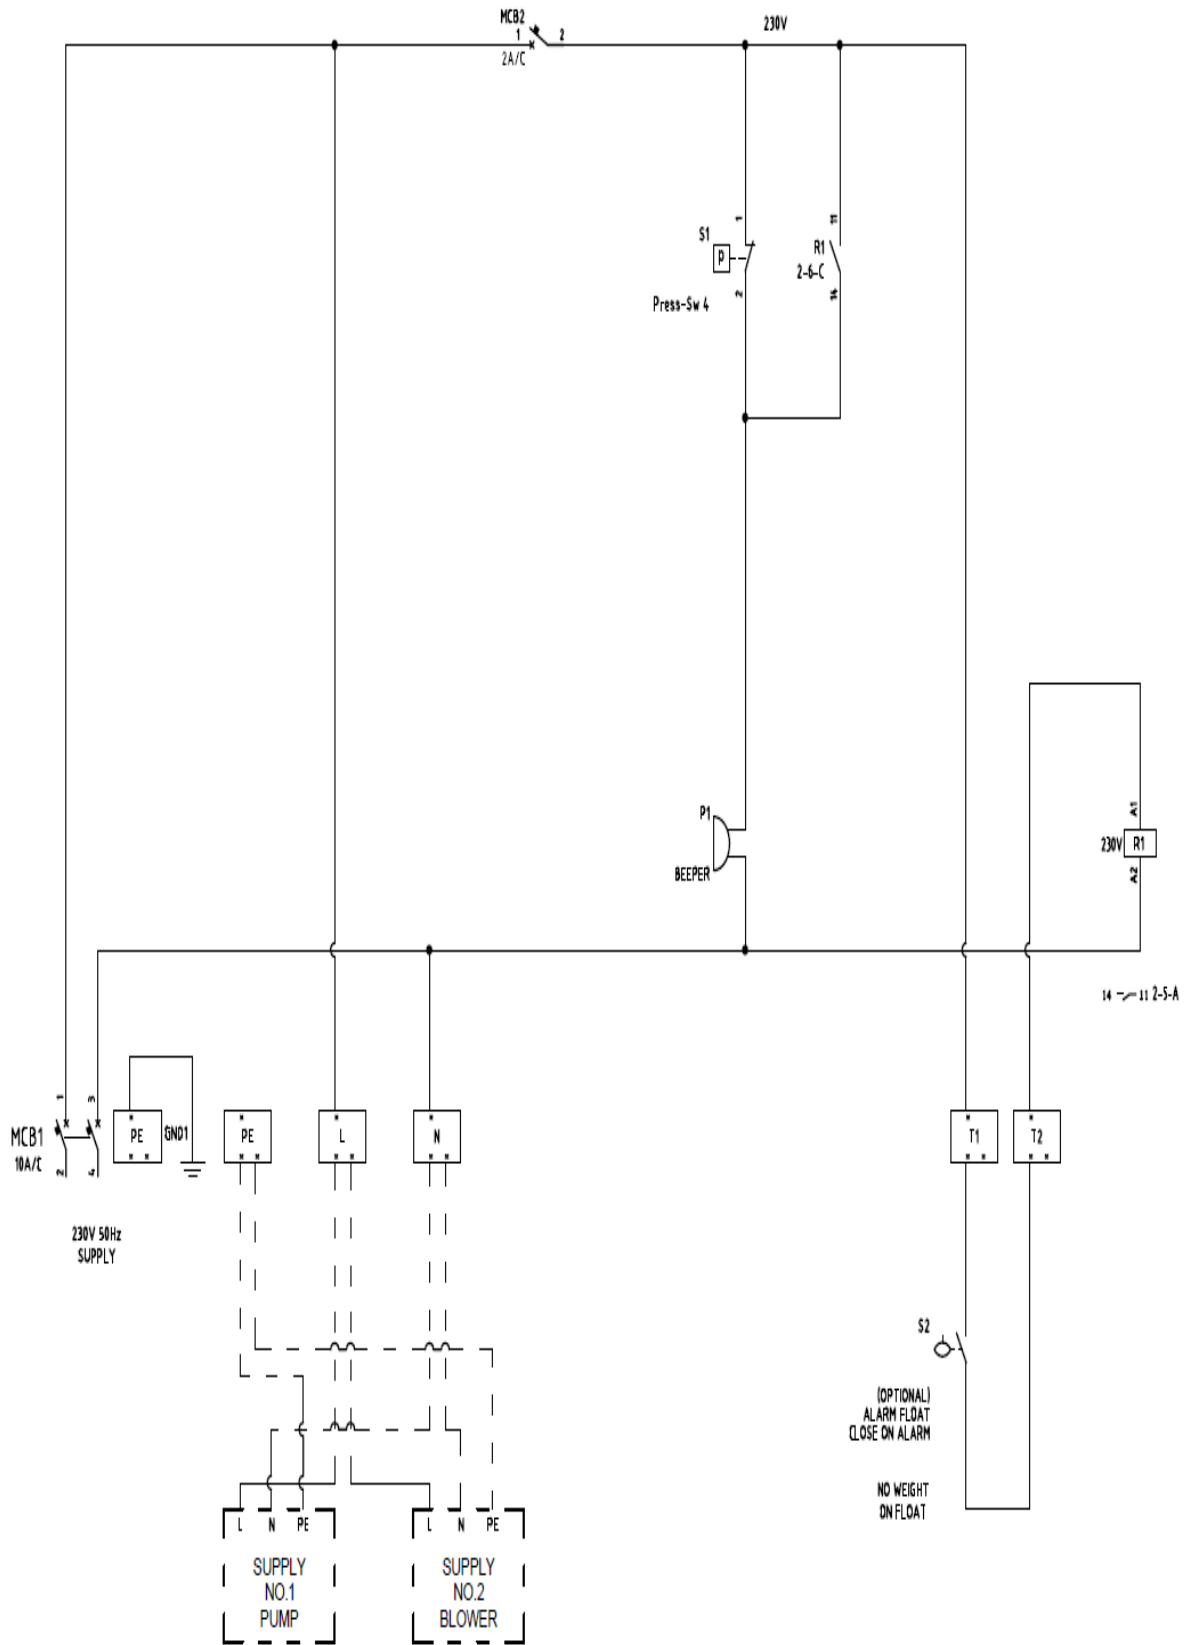 MCB2
1
2
2A/C
230V
1
S1
P
2
Press-Sw 4
11
R1
2-6-C
14
P1
BEEPER
A1
230V
R1
A2
14
11 2-5-A
1
3
MCB1
10A/C
2
4
PE
GND1
PE
L
N
T1
T2
230V 50Hz
SUPPLY
S2
(OPTIONAL)
ALARM FLOAT
CLOSE ON ALARM
NO WEIGHT
ON FLOAT
L N PE
SUPPLY
NO.1
PUMP
L N PE
SUPPLY
NO.2
BLOWER